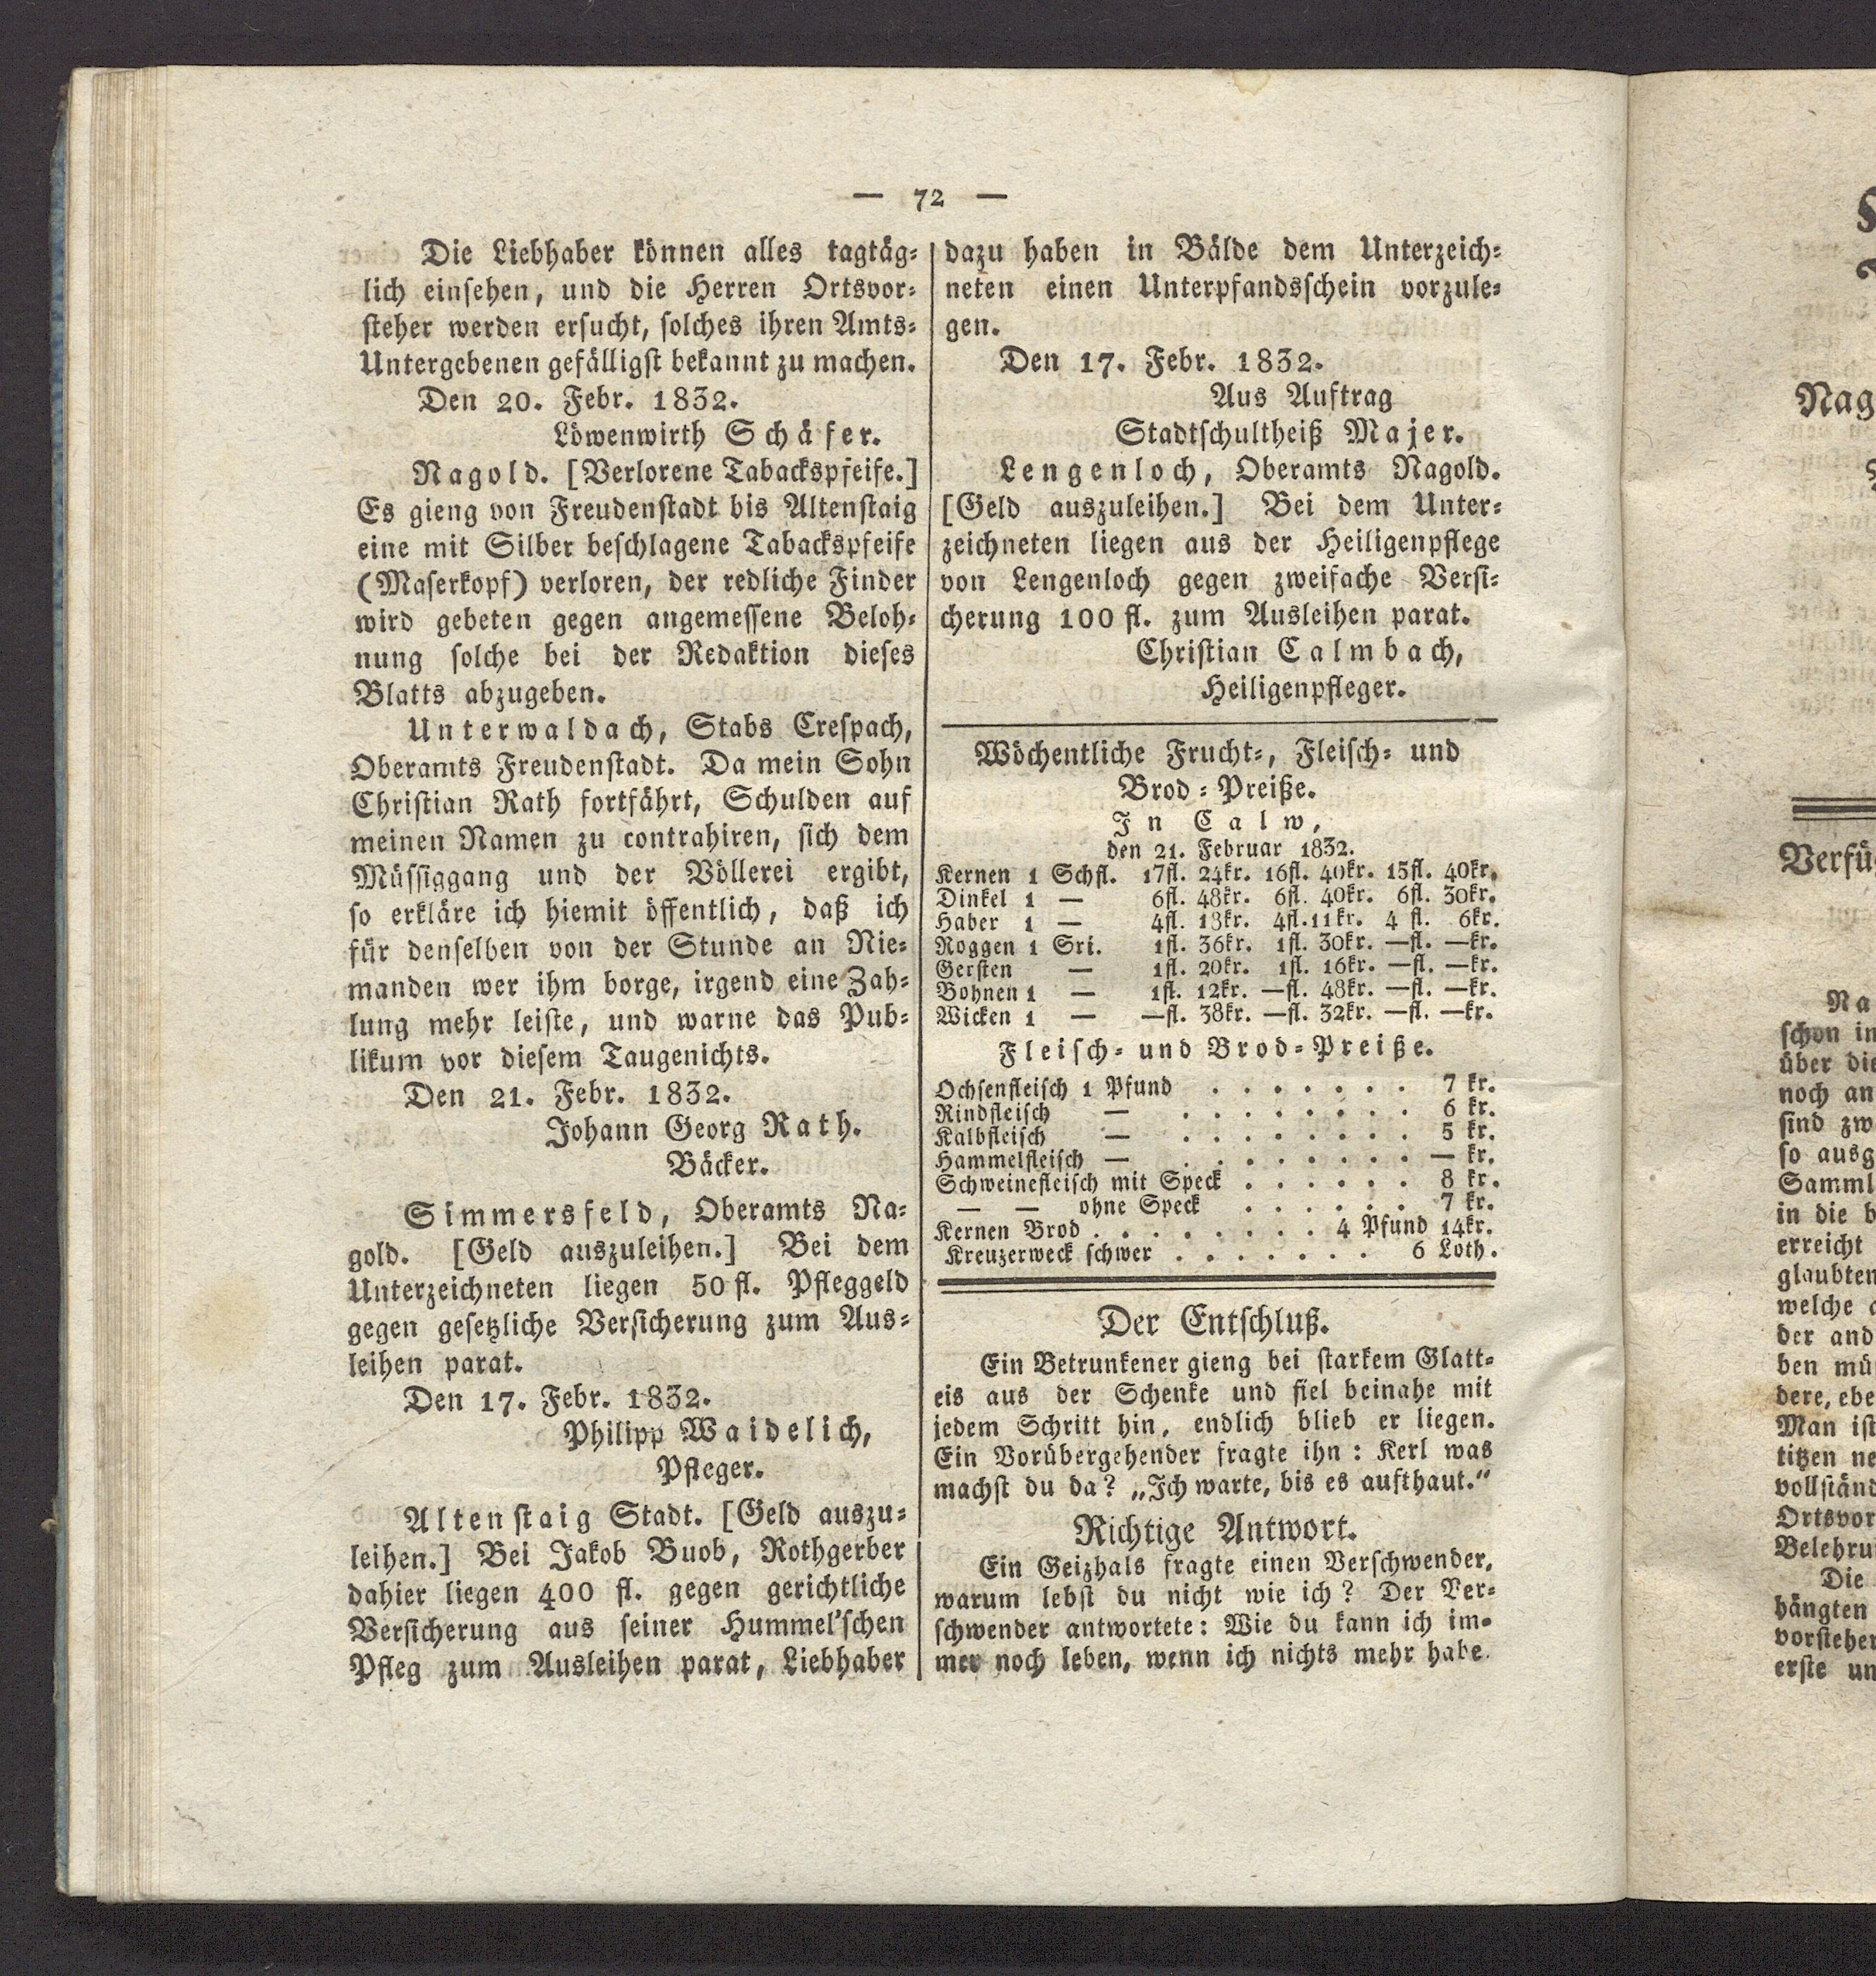 — 72 —
Die Liebhaber können alles tagtäg-
lich einsehen, und die Herren Ortsvor-
steher werden ersucht, solches ihren Amts-
Untergebenen gefälligst bekannt zu machen.
Den 20. Febr. 1832.
Löwenwirth Schäfer.
Nagold. [Verlorene Tabackspfeife.]
Es gieng von Freudenstadt bis Altenstaig
eine mit Silber beschlagene Tabackspfeife
(Maserkopf) verloren, der redliche Finder
wird gebeten gegen angemessene Beloh-
nung solche bei der Redaktion dieses
Blatts abzugeben.
Unterwaldach, Stabs Crespach,
Oberamts Freudenstadt. Da mein Sohn
Christian Rath fortfährt, Schulden auf
meinen Namen zu contrahiren, sich dem
Müssiggang und der Völlerei ergibt,
so erkläre ich hiemit öffentlich, daß ich
für denselben von der Stunde an Nie-
manden wer ihm borge, irgend eine Zah-
lung mehr leiste, und warne das Pub-
likum vor diesem Taugenichts.
Den 21. Febr. 1832.
Johann Georg Rath.
Bäcker.
Simmersfeld, Oberamts Na-
gold. [Geld auszuleihen.] Bei dem
Unterzeichneten liegen 50 fl. Pfleggeld
gegen gesetzliche Versicherung zum Aus-
leihen parat.
Den 17. Febr. 1832.
Philipp Waidelich,
Pfleger.
Altenstaig Stadt. [Geld auszu-
leihen.] Bei Jakob Buob, Rothgerber
dahier liegen 400 fl. gegen gerichtliche
Versicherung aus seiner Hummel'schen
Pfleg zum Ausleihen parat, Liebhaber
dazu haben in Bälde dem Unterzeich-
neten einen Unterpfandsschein vorzule-
gen.
Den 17. Febr. 1832.
Aus Auftrag
Stadtschultheiß Majer.
Lengenloch, Oberamts Nagold.
[Geld auszuleihen.] Bei dem Unter-
zeichneten liegen aus der Heiligenpflege
von Lengenloch gegen zweifache Versi-
cherung 100 fl. zum Ausleihen parat.
Christian Calmbach,
Heiligenpfleger.
Wöchentliche Frucht-, Fleisch- und
Brod-Preiße.
In Calw,
den 21. Februar 1832.
Kernen 1 Schfl. 17fl. 24kr. 16fl. 40kr. 15fl. 40kr.
Dinkel 1 — 6fl. 48kr. 6fl. 40kr. 6fl. 30kr.
Haber 1 — 4fl. 18kr. 4fl. 11kr. 4 fl. 6kr.
Roggen 1 Sri. 1fl. 36kr. 1fl. 30kr. —fl. —kr.
Gersten — 1fl. 20kr. 1fl. 16kr. —fl. —kr.
Bohnen 1 — 1fl. 12kr. —fl. 48kr. —fl. —kr.
Wicken 1 — —fl. 38kr. —fl. 32kr. —fl. —kr.
Fleisch- und Brod-Preiße.
Ochsenfleisch 1 Pfund . . . . . . . 7 kr.
Rindfleisch — . . . . . . . . 6 kr.
Kalbfleisch — . . . . . . . . 5 kr.
Hammelfleisch — . . . . . . . . — kr.
Schweinefleisch mit Speck . . . . . . 8 kr.
— — ohne Speck . . . . . . 7 kr.
Kernen Brod . . . . . . . . 4 Pfund 14kr.
Kreuzerweck schwer . . . . . . . 6 Loth.
Der Entschluß.
Ein Betrunkener gieng bei starkem Glatt-
eis aus der Schenke und fiel beinahe mit
jedem Schritt hin, endlich blieb er liegen.
Ein Vorübergehender fragte ihn: Kerl was
machst du da? „Ich warte, bis es aufthaut."
Richtige Antwort.
Ein Geizhals fragte einen Verschwender,
warum lebst du nicht wie ich? Der Ver-
schwender antwortete: Wie du kann ich im-
mer noch leben, wenn ich nichts mehr habe.
Nag
Verfü
Na
schon in
über die
noch an
sind zw
so ausg
Samml
in die b
erreicht
glaubten
welche
der and
ben mü
dere, ebe
Man ist
titzen ne
vollständ
Ortsvor
Belehru
Die
hängten
vorsteher
erste un